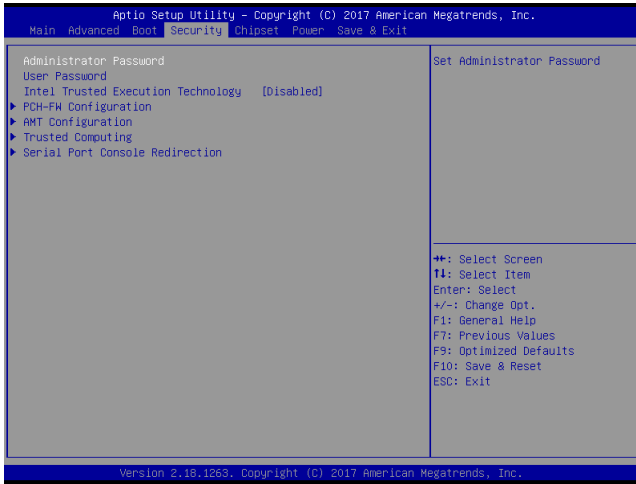 Aptio Setup Utility – Copyright (C) 2017 American Megatrends, Inc.
Main Advanced Boot Security Chipset Power Save & Exit
Administrator Password
User Password
Intel Trusted Execution Technology [Disabled]
PCH-FW Configuration
AMT Configuration
Trusted Computing
Serial Port Console Redirection
Set Administrator Password
→←: Select Screen
↑↓: Select Item
Enter: Select
+/-: Change Opt.
F1: General Help
F7: Previous Values
F9: Optimized Defaults
F10: Save & Reset
ESC: Exit
Version 2.18.1263. Copyright (C) 2017 American Megatrends, Inc.